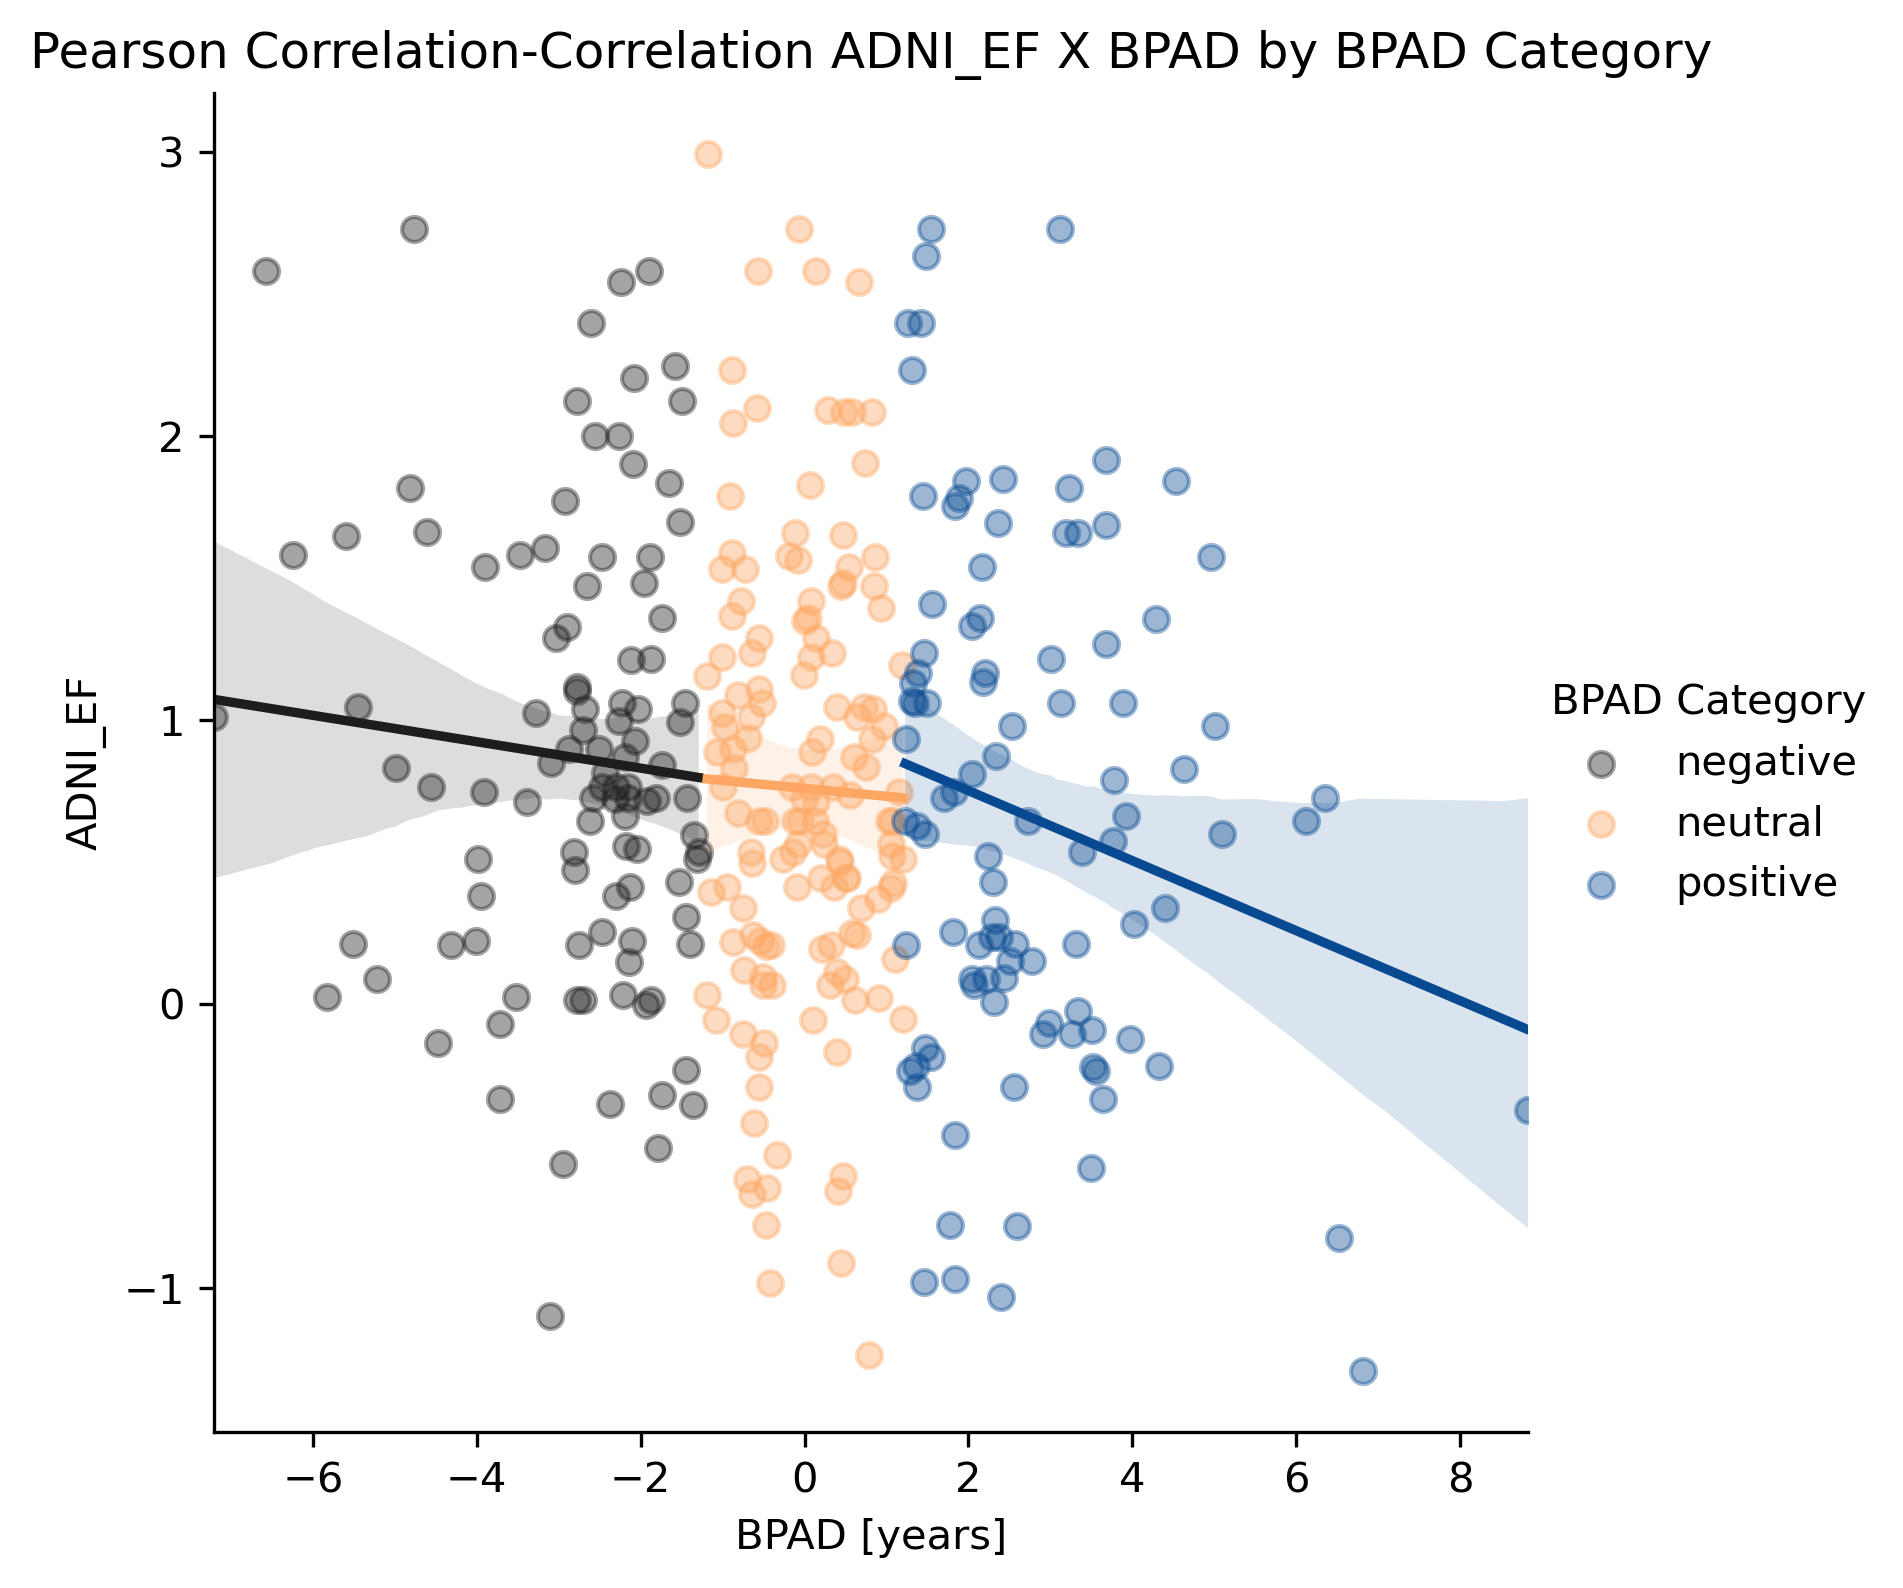 Pearson Correlation-Correlation ADNI_EF X BPAD by BPAD Category
3
2
1
0
−1
ADNI_EF
−6
−4
−2
0
2
4
6
8
BPAD [years]
BPAD Category
negative
neutral
positive